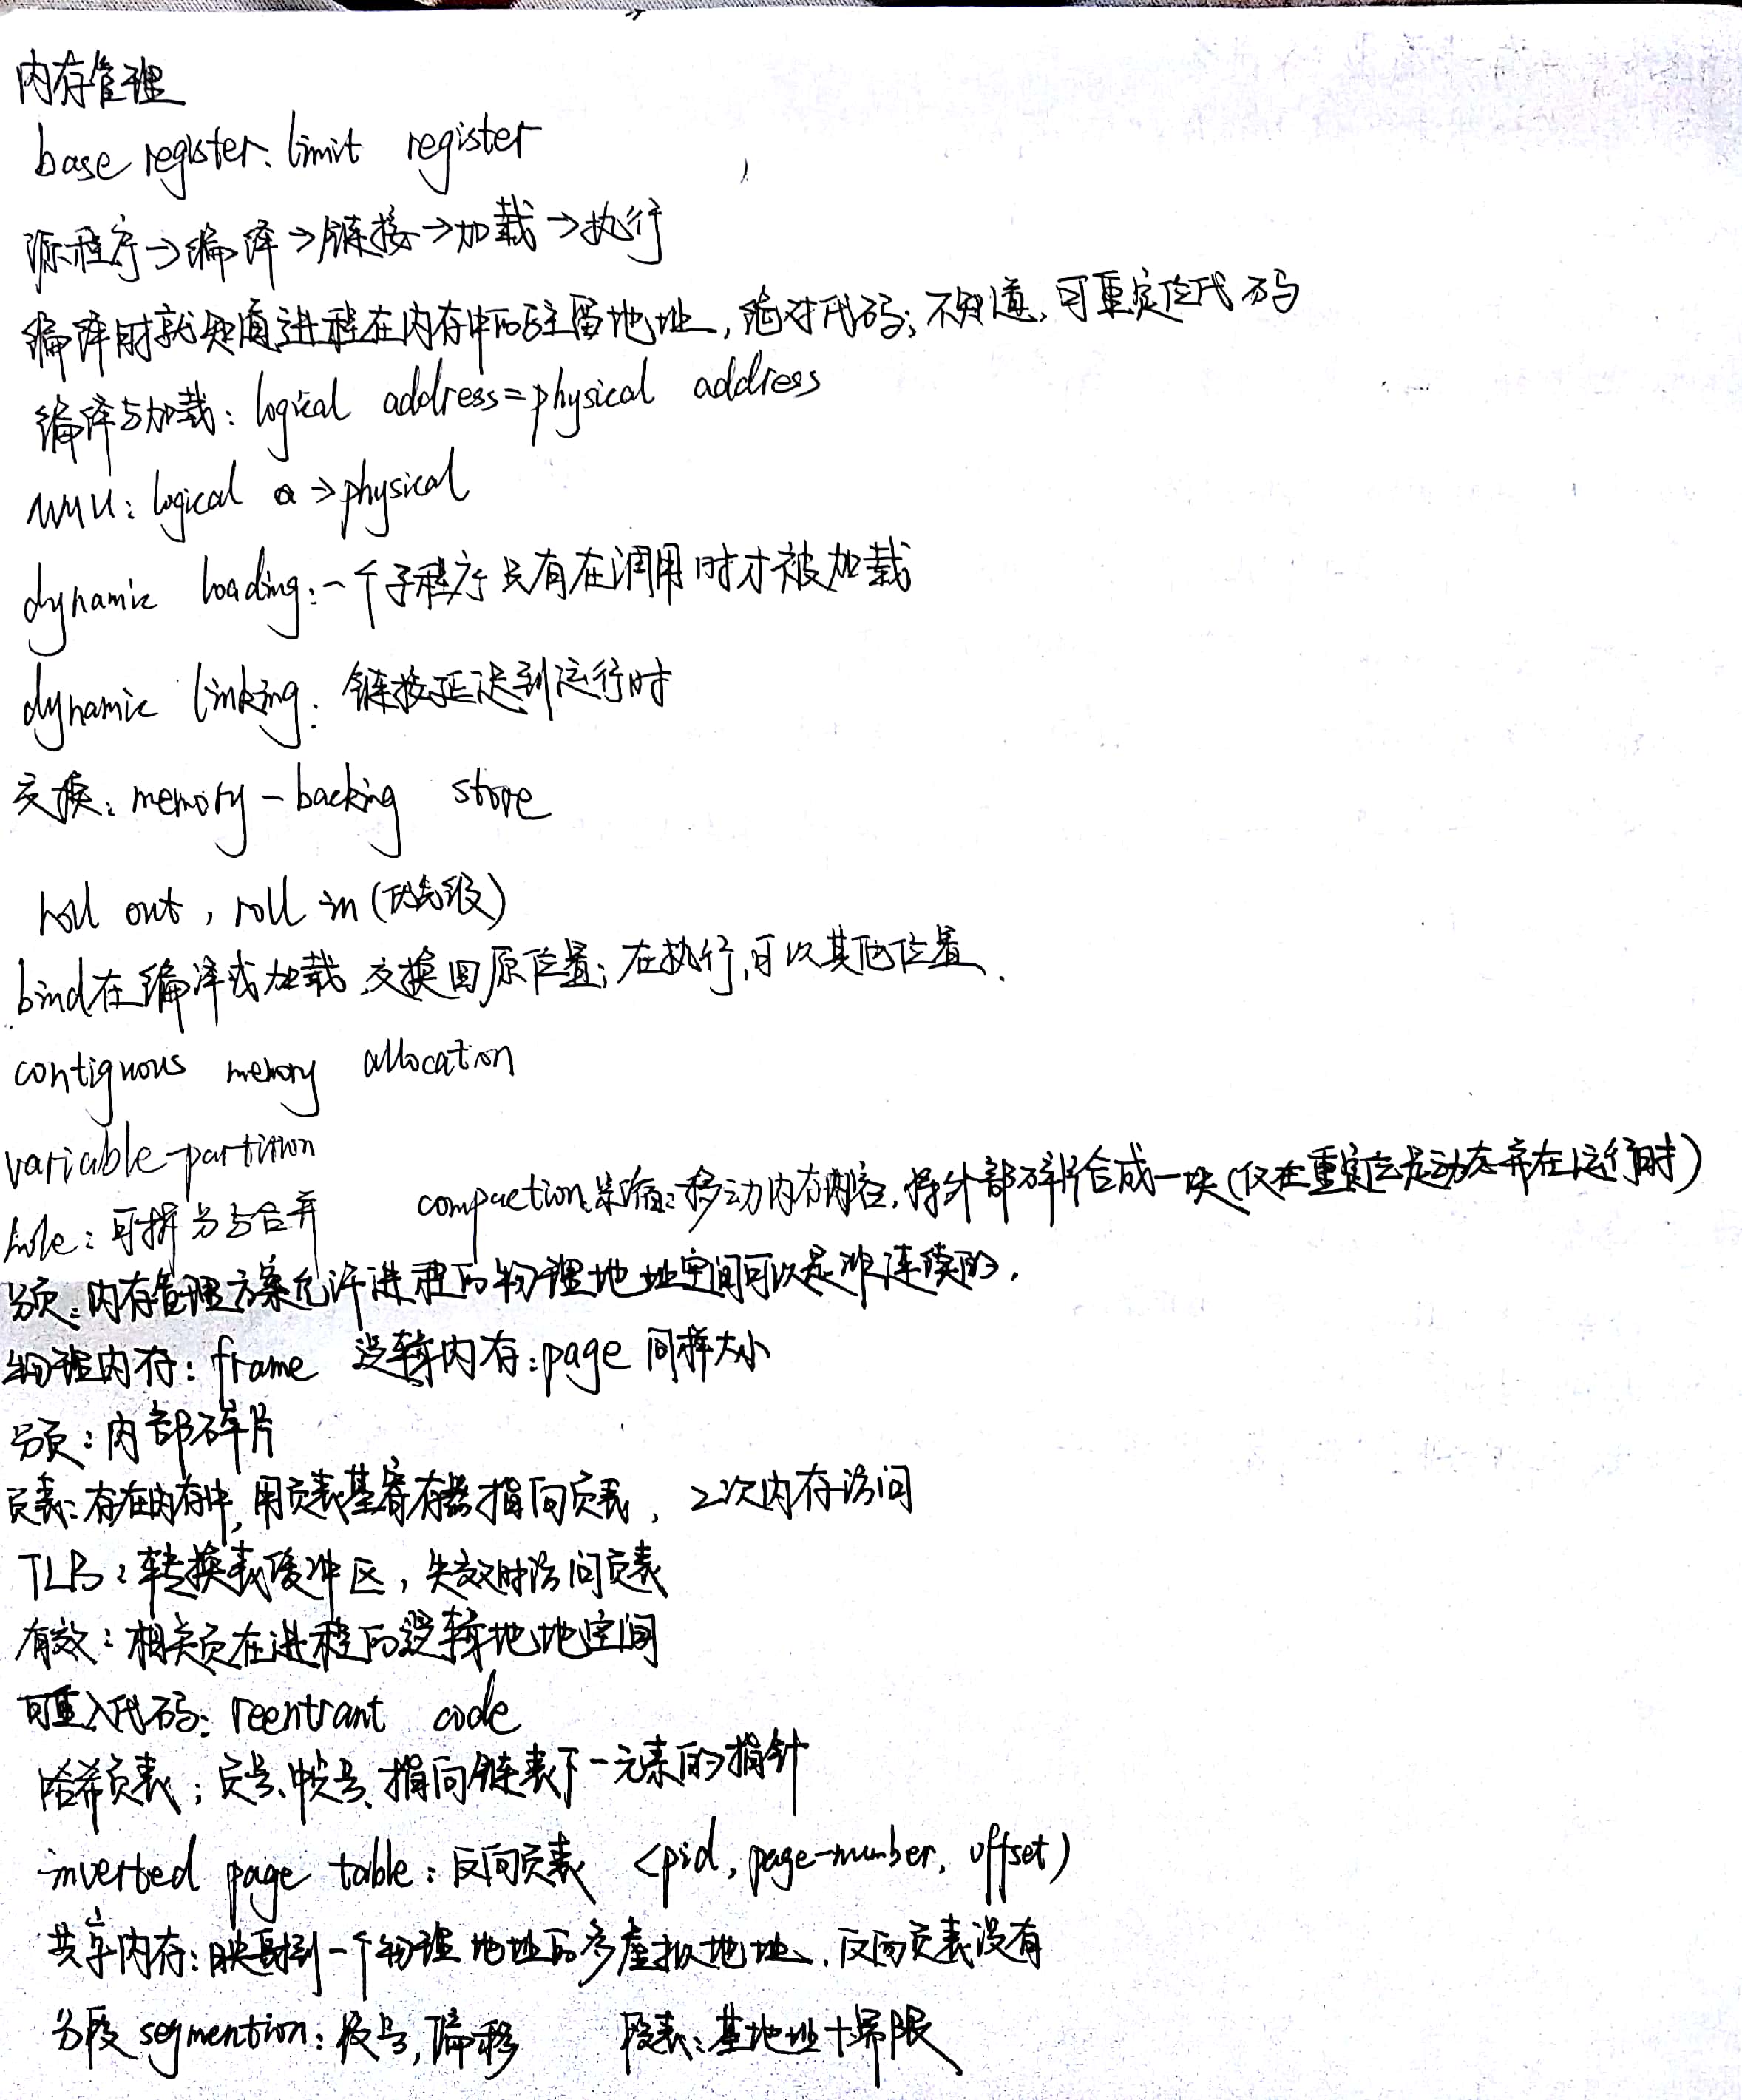 内存管理
base register、limit register
源程序→编译→链接→加载→执行
编译时就知道进程在内存中的驻留地址,绝对代码;不知道,可重定位代码
编译与加载:logical address=physical address
MMU:logical a→physical
dynamic loading:一个子程序只有在调用时才被加载
dynamic linking:链接延迟到运行时
交换:memory-backing store
roll out,roll in(优先级)
bind在编译或加载,交换回原位置;在执行,可以其他位置.
contiguous memory allocation
variable-partition
hole:可拆分与合并 compaction、紧缩:移动内存内容,将外部碎片合成一块(仅在重定位是动态并在运行时)
分页:内存管理方案允许进程的物理地址空间可以是非连续的.
物理内存:frame 逻辑内存:page 同样大小
分页:内部碎片
页表:存在内存中,用页表基寄存器指向页表,2次内存访问
TLB:转换表缓冲区,失效时访问页表
有效:相关页在进程的逻辑地地空间
可重入代码:reentrant code
哈希页表:页号、帧号、指向链表下一元素的指针
inverted page table:反向页表 <pid,page-number,offset)
共享内存:映射到一个物理地址的多虚拟地址,反向页表没有
分段 segmention:段号,偏移 段表:基地址+界限